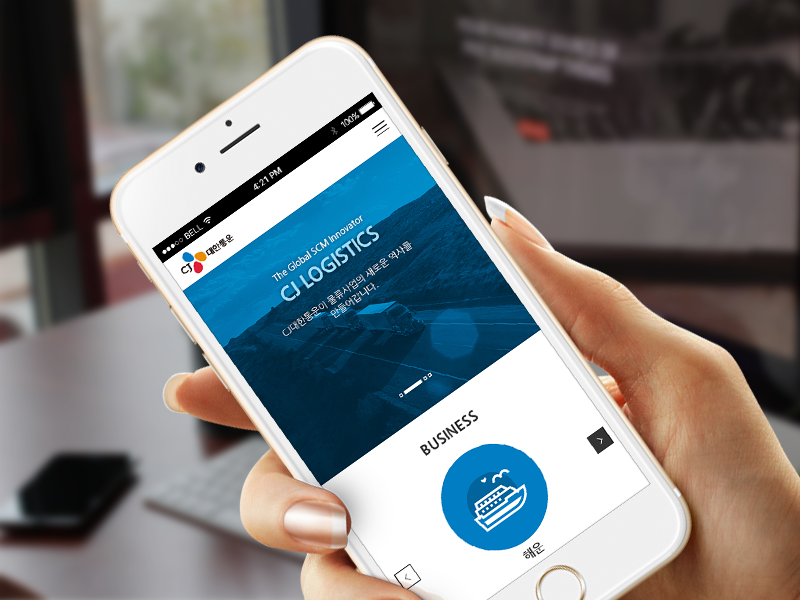 BELL
4:21 PM
100%
CJ 대한통운
The Global SCM Innovator
CJ LOGISTICS
CJ대한통운이 물류사업의 새로운 역사를
만들어갑니다.
BUSINESS
해운